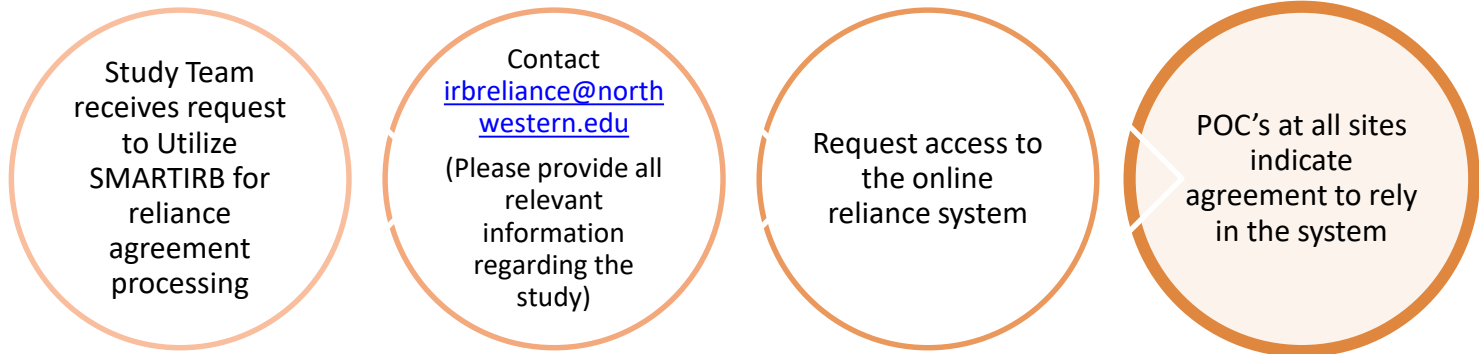 Study Team
receives request
to Utilize
SMARTIRB for
reliance
agreement
processing
Contact
irbreliance@north
western.edu
(Please provide all
relevant
information
regarding the
study)
Request access to
the online
reliance system
POC's at all sites
indicate
agreement to rely
in the system